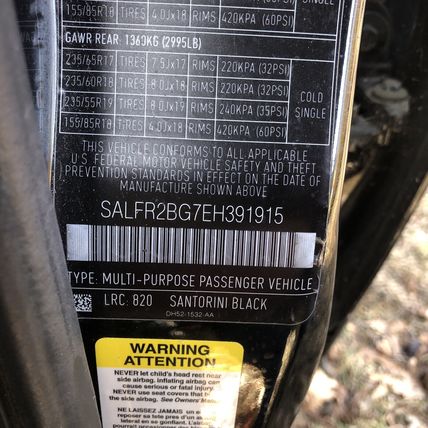 155/85R18 TIRES 4.0Jx18 RIMS 420KPA (60PSI) SINGLE
GAWR REAR: 1360KG (2995LB)
235/65R17 TIRES 7.5Jx17 RIMS 220KPA (32PSI)
235/60R18 TIRES 8.0Jx18 RIMS 220KPA (32PSI) COLD
235/55R19 TIRES 8.0Jx19 RIMS 240KPA (35PSI) SINGLE
155/85R18 TIRES 4.0Jx18 RIMS 420KPA (60PSI)
THIS VEHICLE CONFORMS TO ALL APPLICABLE
U.S FEDERAL MOTOR VEHICLE SAFETY AND THEFT
PREVENTION STANDARDS IN EFFECT ON THE DATE OF
MANUFACTURE SHOWN ABOVE
SALFR2BG7EH391915
TYPE: MULTI-PURPOSE PASSENGER VEHICLE
LRC: 820 SANTORINI BLACK
DH52-1532-AA
WARNING
ATTENTION
NEVER let child's head rest near
side airbag. Inflating airbag can
cause serious or fatal injury.
NEVER use seat covers that b
the side airbag. See Owners' Manu
NE LAISSEZ JAMAIS un e
reposer sa tête près
latéral en se gonflant